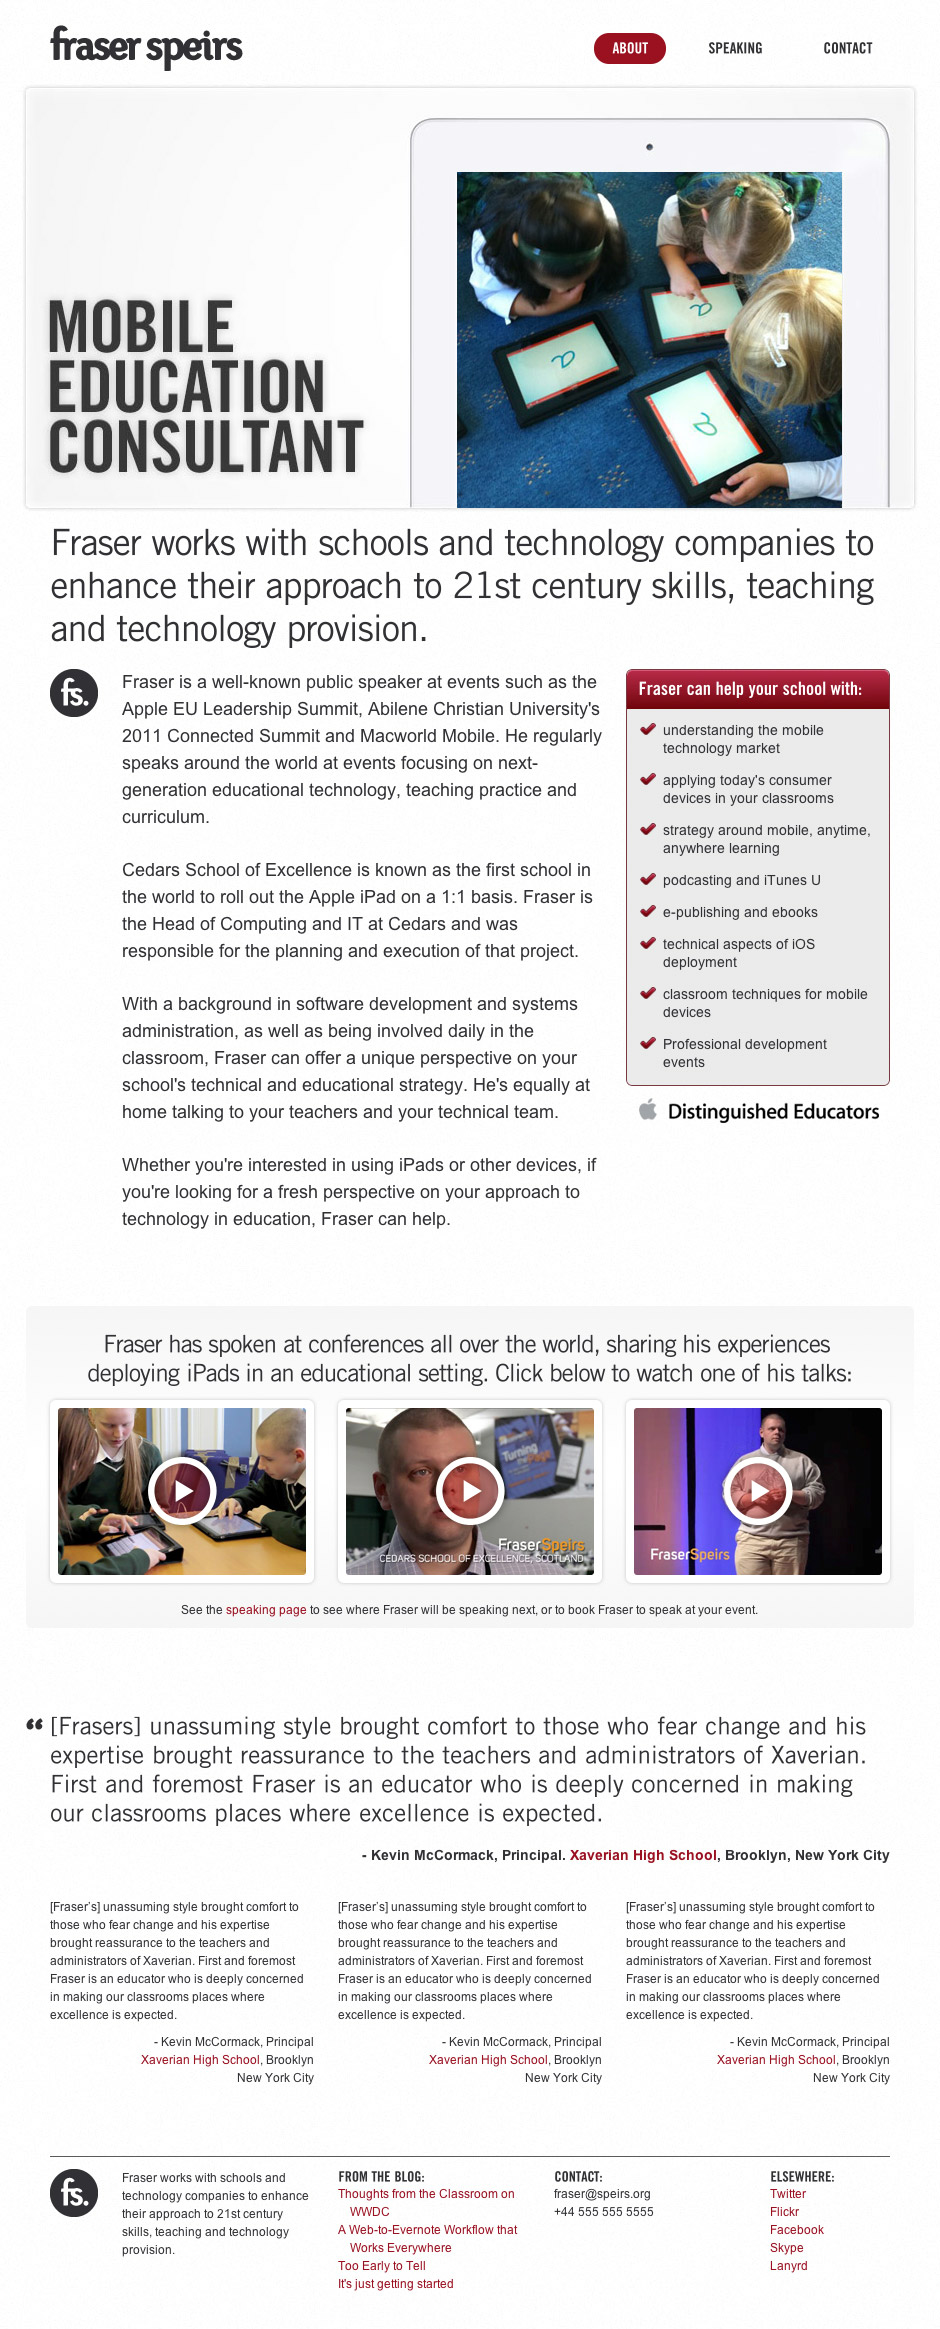 fraser speirs
ABOUT
SPEAKING
CONTACT
MOBILE
EDUCATION
CONSULTANT
Fraser works with schools and technology companies to
enhance their approach to 21st century skills, teaching
and technology provision.
fs.
Fraser is a well-known public speaker at events such as the
Apple EU Leadership Summit, Abilene Christian University's
2011 Connected Summit and Macworld Mobile. He regularly
speaks around the world at events focusing on next-
generation educational technology, teaching practice and
curriculum.
Cedars School of Excellence is known as the first school in
the world to roll out the Apple iPad on a 1:1 basis. Fraser is
the Head of Computing and IT at Cedars and was
responsible for the planning and execution of that project.
With a background in software development and systems
administration, as well as being involved daily in the
classroom, Fraser can offer a unique perspective on your
school's technical and educational strategy. He's equally at
home talking to your teachers and your technical team.
Whether you're interested in using iPads or other devices, if
you're looking for a fresh perspective on your approach to
technology in education, Fraser can help.
Fraser can help your school with:
understanding the mobile
technology market
applying today's consumer
devices in your classrooms
strategy around mobile, anytime,
anywhere learning
podcasting and iTunes U
e-publishing and ebooks
technical aspects of iOS
deployment
classroom techniques for mobile
devices
Professional development
events
Distinguished Educators
Fraser has spoken at conferences all over the world, sharing his experiences
deploying iPads in an educational setting. Click below to watch one of his talks:
Turning
the Page
FraserSpeirs
CEDARS SCHOOL OF EXCELLENCE, SCOTLAND
FraserSpeirs
See the speaking page to see where Fraser will be speaking next, or to book Fraser to speak at your event.
“ [Frasers] unassuming style brought comfort to those who fear change and his
expertise brought reassurance to the teachers and administrators of Xaverian.
First and foremost Fraser is an educator who is deeply concerned in making
our classrooms places where excellence is expected.
- Kevin McCormack, Principal. Xaverian High School, Brooklyn, New York City
[Fraser's] unassuming style brought comfort to
those who fear change and his expertise
brought reassurance to the teachers and
administrators of Xaverian. First and foremost
Fraser is an educator who is deeply concerned
in making our classrooms places where
excellence is expected.
- Kevin McCormack, Principal
Xaverian High School, Brooklyn
New York City
[Fraser's] unassuming style brought comfort to
those who fear change and his expertise
brought reassurance to the teachers and
administrators of Xaverian. First and foremost
Fraser is an educator who is deeply concerned
in making our classrooms places where
excellence is expected.
- Kevin McCormack, Principal
Xaverian High School, Brooklyn
New York City
[Fraser's] unassuming style brought comfort to
those who fear change and his expertise
brought reassurance to the teachers and
administrators of Xaverian. First and foremost
Fraser is an educator who is deeply concerned
in making our classrooms places where
excellence is expected.
- Kevin McCormack, Principal
Xaverian High School, Brooklyn
New York City
fs.
Fraser works with schools and
technology companies to enhance
their approach to 21st century
skills, teaching and technology
provision.
FROM THE BLOG:
Thoughts from the Classroom on
WWDC
A Web-to-Evernote Workflow that
Works Everywhere
Too Early to Tell
It's just getting started
CONTACT:
fraser@speirs.org
+44 555 555 5555
ELSEWHERE:
Twitter
Flickr
Facebook
Skype
Lanyrd